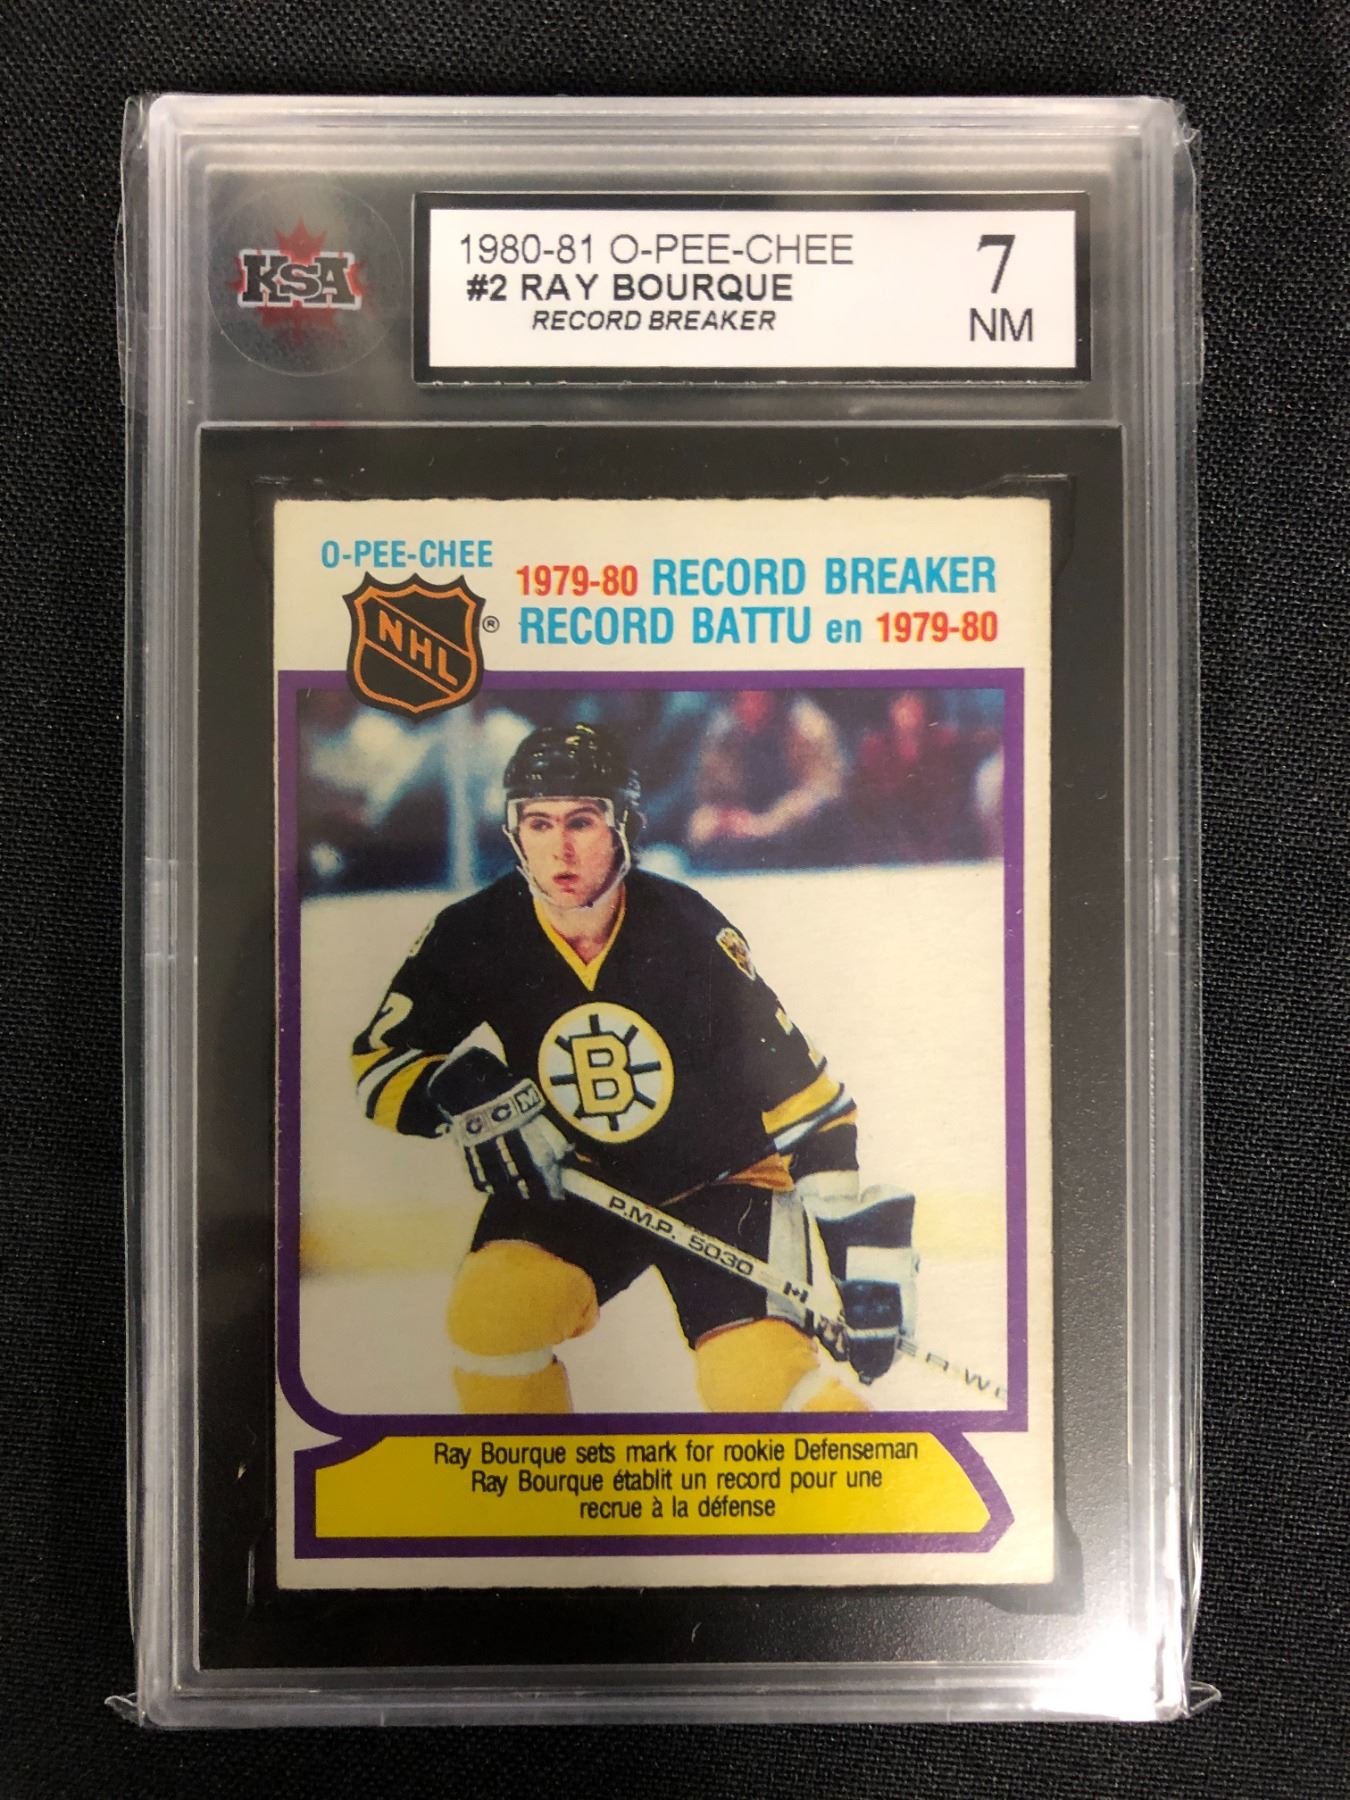 KSA
1980-81 O-PEE-CHEE
#2 RAY BOURQUE
RECORD BREAKER
7
NM
O-PEE-CHEE
NHL ®
1979-80 RECORD BREAKER
RECORD BATTU en 1979-80
7
7
B
CCM
P.M.P. 5030
Ray Bourque sets mark for rookie Defenseman
Ray Bourque établit un record pour une
recrue à la défense